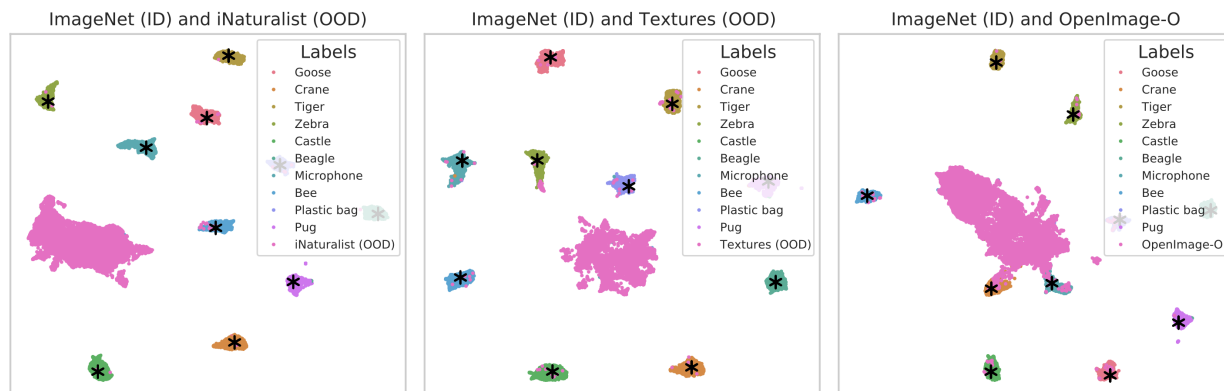 ImageNet (ID) and iNaturalist (OOD)
Labels
Goose
Crane
Tiger
Zebra
Castle
Beagle
Microphone
Bee
Plastic bag
Pug
iNaturalist (OOD)
ImageNet (ID) and Textures (OOD)
Labels
Goose
Crane
Tiger
Zebra
Castle
Beagle
Microphone
Bee
Plastic bag
Pug
Textures (OOD)
ImageNet (ID) and OpenImage-O
Labels
Goose
Crane
Tiger
Zebra
Castle
Beagle
Microphone
Bee
Plastic bag
Pug
OpenImage-O